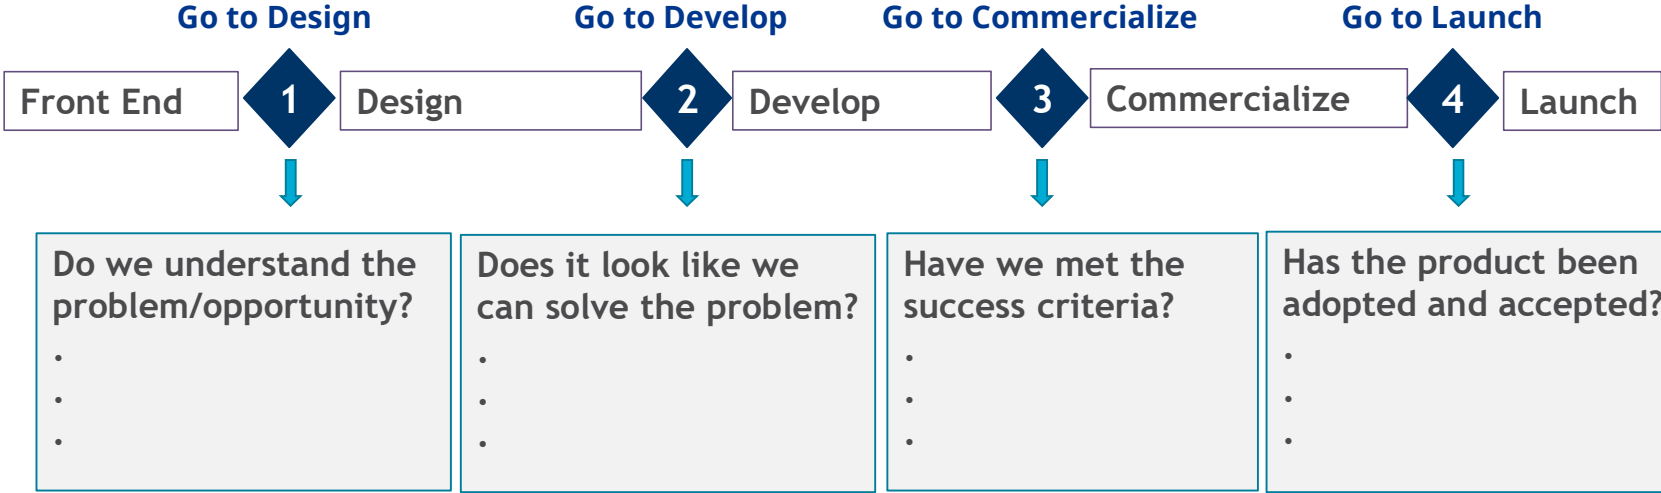 Go to Design
Go to Develop
Go to Commercialize
Go to Launch
Front End
1
Design
2
Develop
3
Commercialize
4
Launch
Do we understand the
problem/opportunity?
•
•
•
Does it look like we
can solve the problem?
•
•
•
Have we met the
success criteria?
•
•
•
Has the product been
adopted and accepted?
•
•
•